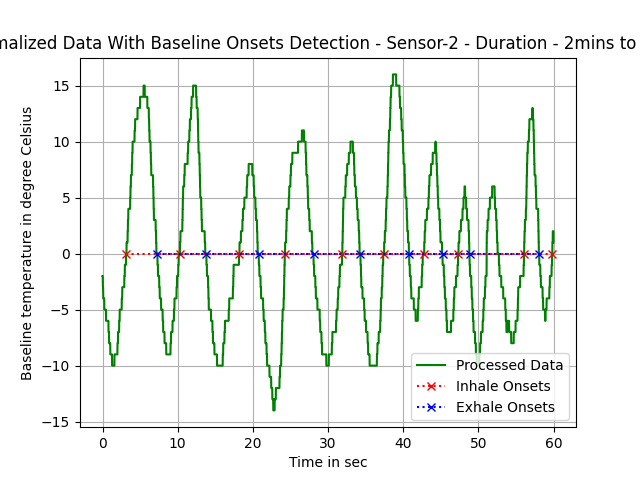 malized Data With Baseline Onsets Detection - Sensor-2 - Duration - 2mins to
Baseline temperature in degree Celsius
15
10
5
0
−5
−10
−15
0 10 20 30 40 50 60
Time in sec
Processed Data
Inhale Onsets
Exhale Onsets